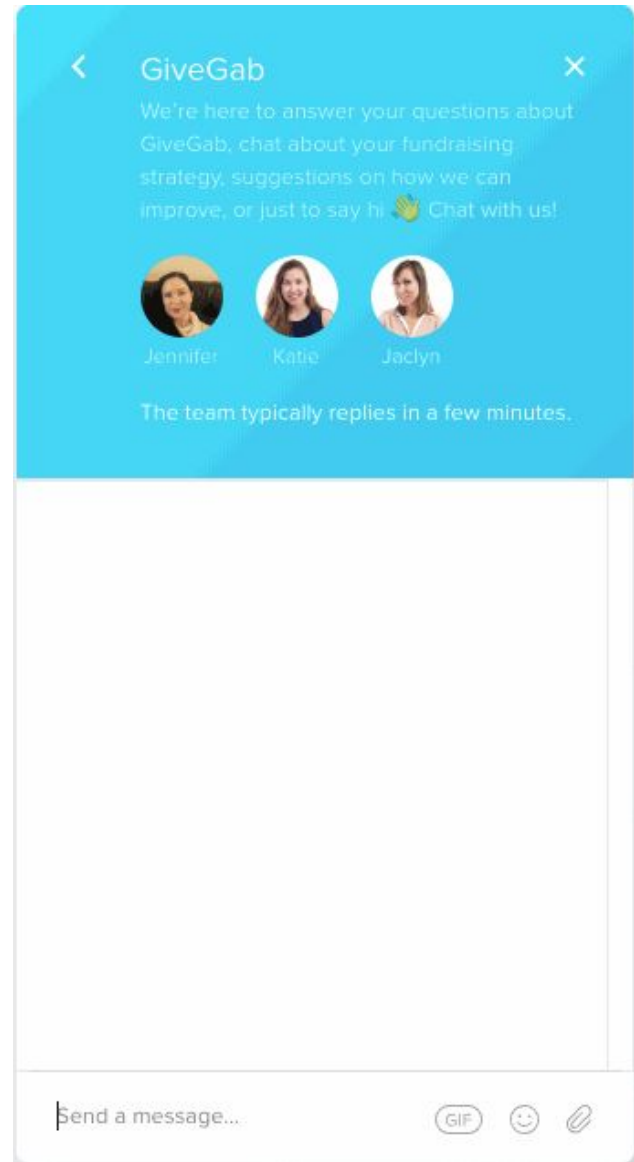 GiveGab
We're here to answer your questions about
GiveGab, chat about your fundraising
strategy, suggestions on how we can
improve, or just to say hi 👋 Chat with us!
Jennifer Katie Jaclyn
The team typically replies in a few minutes.
Send a message...
GIF